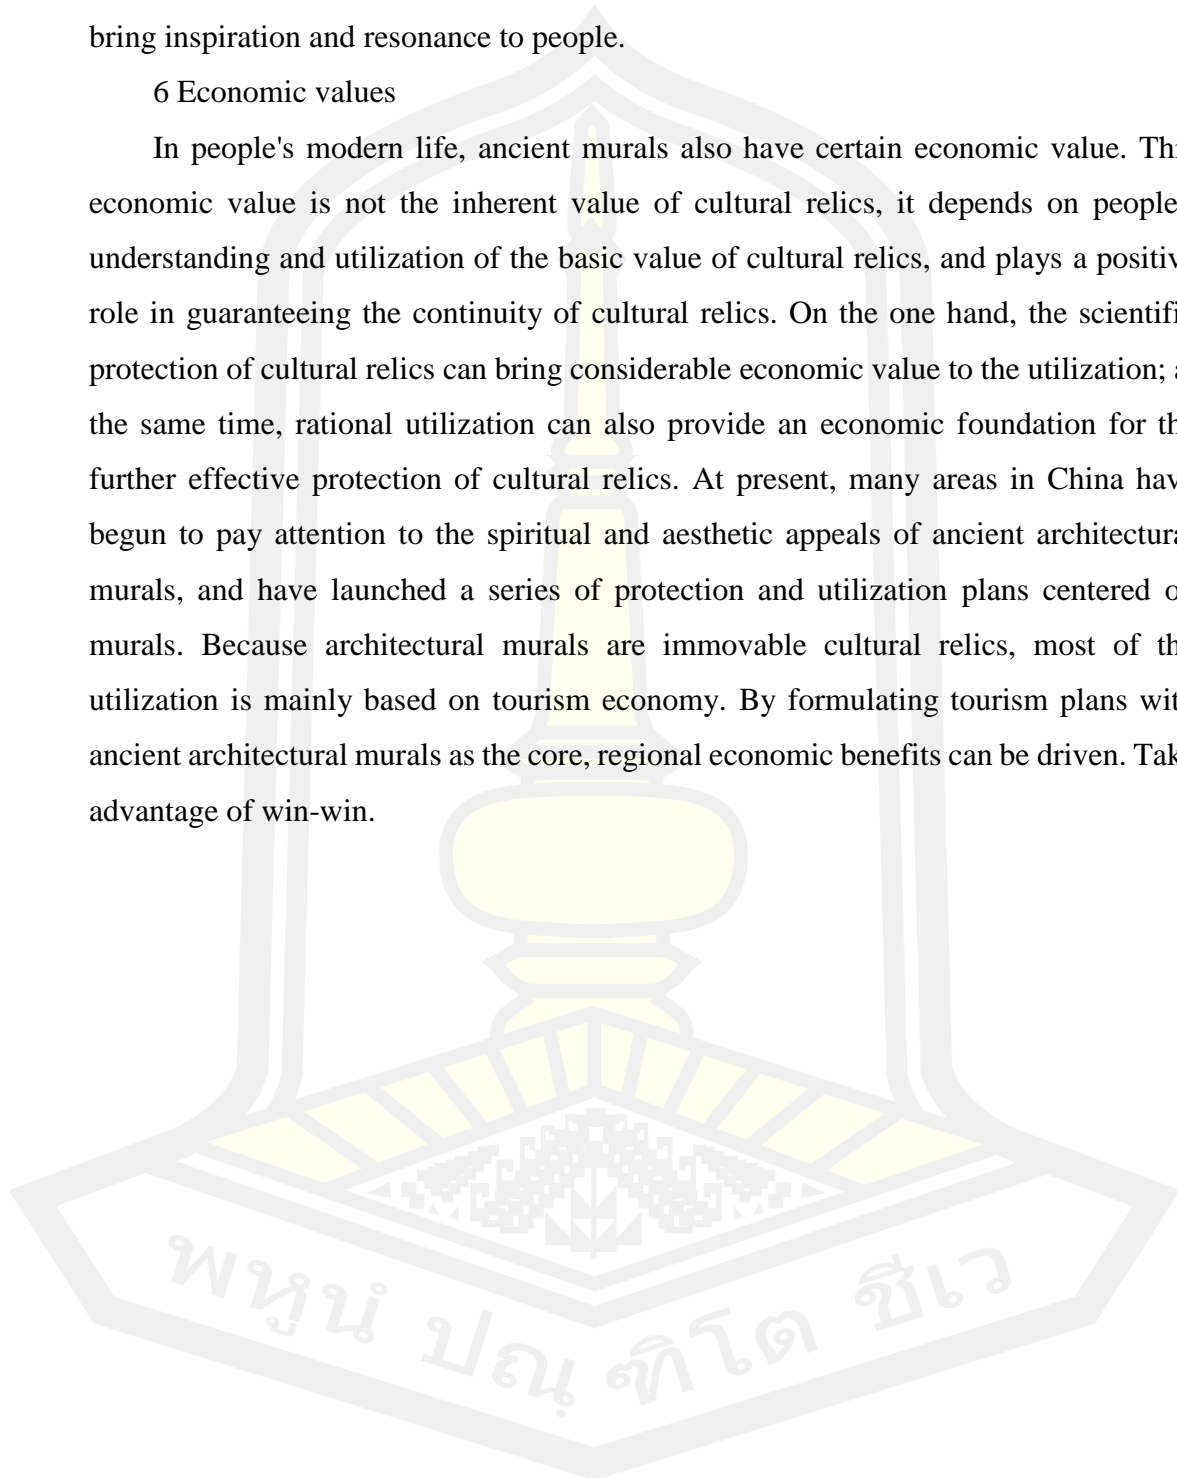 bring inspiration and resonance to people.
6 Economic values
In people's modern life, ancient murals also have certain economic value. Thi
economic value is not the inherent value of cultural relics, it depends on people
understanding and utilization of the basic value of cultural relics, and plays a positiv
role in guaranteeing the continuity of cultural relics. On the one hand, the scientifi
protection of cultural relics can bring considerable economic value to the utilization; a
the same time, rational utilization can also provide an economic foundation for th
further effective protection of cultural relics. At present, many areas in China hav
begun to pay attention to the spiritual and aesthetic appeals of ancient architectura
murals, and have launched a series of protection and utilization plans centered o
murals. Because architectural murals are immovable cultural relics, most of th
utilization is mainly based on tourism economy. By formulating tourism plans wit
ancient architectural murals as the core, regional economic benefits can be driven. Tak
advantage of win-win.
พหูนํ ปณฺ ฑิโต ชีเว